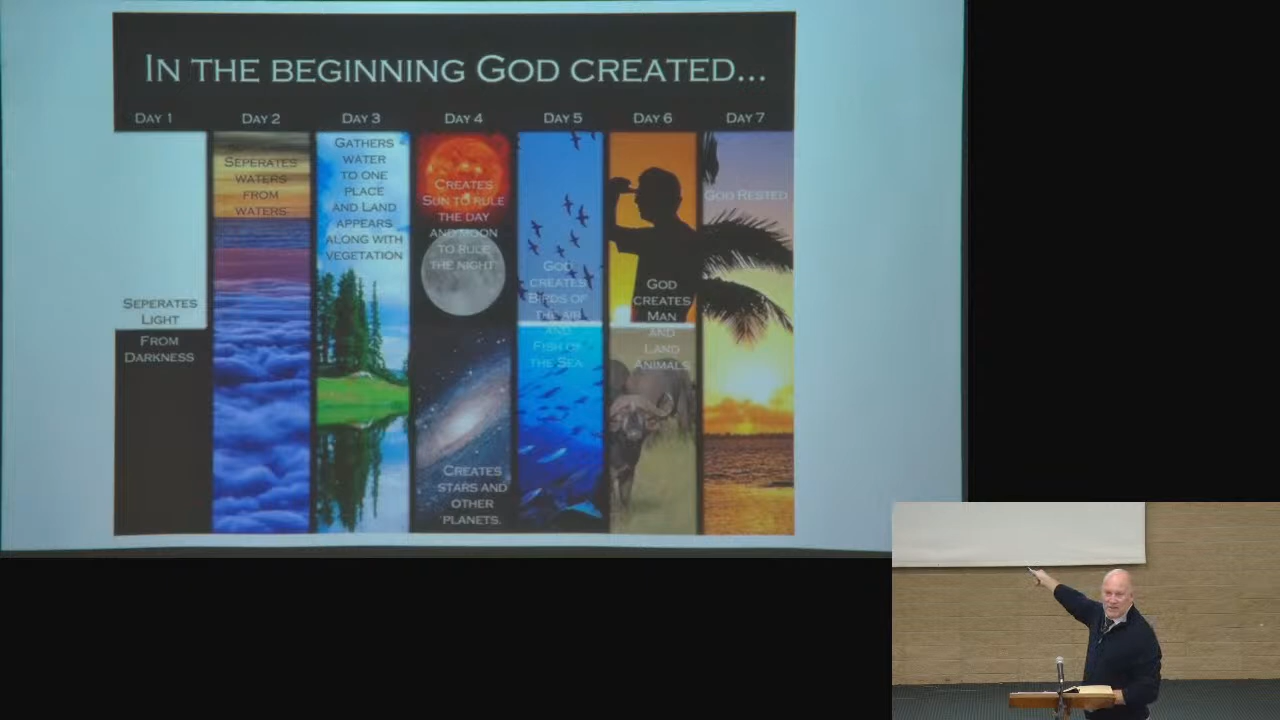 IN THE BEGINNING GOD CREATED...
DAY 1
DAY 2
DAY 3
DAY 4
DAY 5
DAY 6
DAY 7
SEPERATES
LIGHT
FROM
DARKNESS
SEPERATES
WATERS
FROM
WATERS
GATHERS
WATER
TO ONE
PLACE
AND LAND
APPEARS
ALONG WITH
VEGETATION
CREATES
SUN TO RULE
THE DAY
AND MOON
TO RULE
THE NIGHT
CREATES
STARS AND
OTHER
PLANETS.
GOD
CREATES
BIRDS OF
THE AIR
AND
FISH OF
THE SEA
GOD
CREATES
MAN
AND
LAND
ANIMALS
GOD RESTED